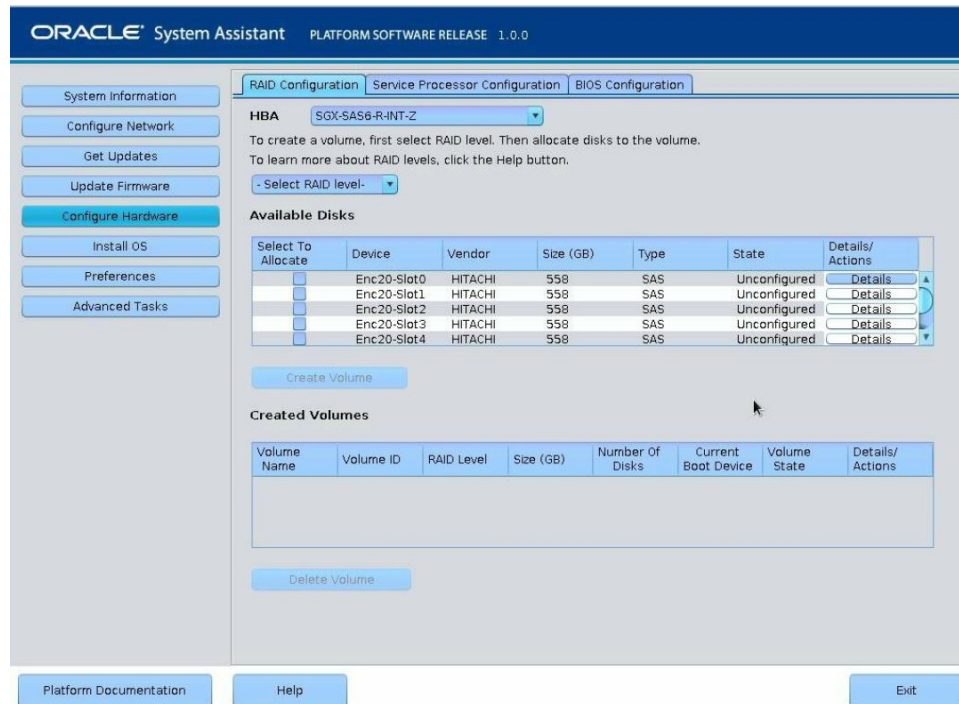 ORACLE® System Assistant PLATFORM SOFTWARE RELEASE 1.0.0
System Information
Configure Network
Get Updates
Update Firmware
Configure Hardware
Install OS
Preferences
Advanced Tasks
RAID Configuration Service Processor Configuration BIOS Configuration
HBA SGX-SAS6-R-INT-Z
To create a volume, first select RAID level. Then allocate disks to the volume.
To learn more about RAID levels, click the Help button.
- Select RAID level-
Available Disks
Select To Allocate Device Vendor Size (GB) Type State Details/ Actions
Enc20-Slot0 HITACHI 558 SAS Unconfigured Details
Enc20-Slot1 HITACHI 558 SAS Unconfigured Details
Enc20-Slot2 HITACHI 558 SAS Unconfigured Details
Enc20-Slot3 HITACHI 558 SAS Unconfigured Details
Enc20-Slot4 HITACHI 558 SAS Unconfigured Details
Create Volume
Created Volumes
Volume Name Volume ID RAID Level Size (GB) Number Of Disks Current Boot Device Volume State Details/ Actions
Delete Volume
Platform Documentation Help Exit